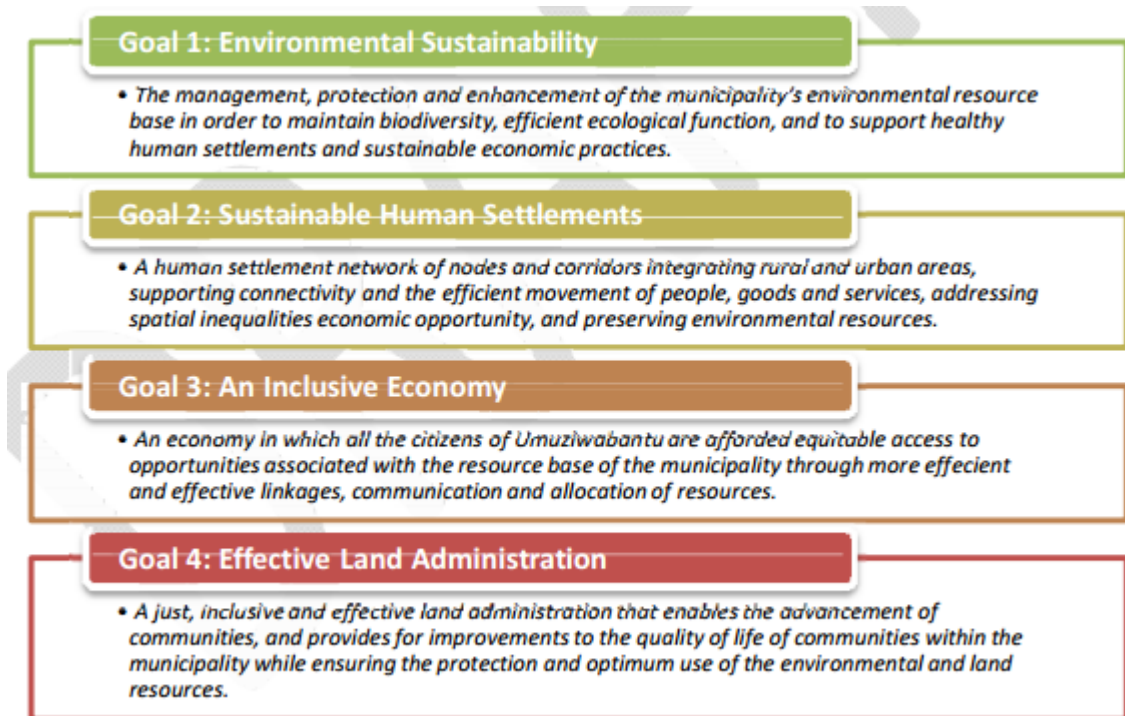 Goal 1: Environmental Sustainability
• The management, protection and enhancement of the municipality's environmental resource
base in order to maintain biodiversity, efficient ecological function, and to support healthy
human settlements and sustainable economic practices.
Goal 2: Sustainable Human Settlements
• A human settlement network of nodes and corridors integrating rural and urban areas,
supporting connectivity and the efficient movement of people, goods and services, addressing
spatial inequalities economic opportunity, and preserving environmental resources.
Goal 3: An Inclusive Economy
• An economy in which all the citizens of Umuziwabantu are afforded equitable access to
opportunities associated with the resource base of the municipality through more effecient
and effective linkages, communication and allocation of resources.
Goal 4: Effective Land Administration
• A just, inclusive and effective land administration that enables the advancement of
communities, and provides for improvements to the quality of life of communities within the
municipality while ensuring the protection and optimum use of the environmental and land
resources.